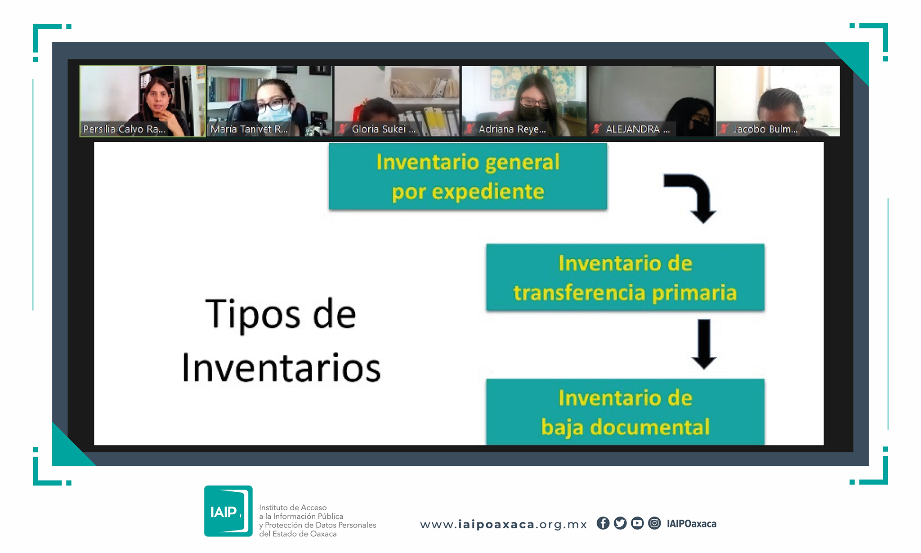 Persilia Calvo Ra...
María Tanivet R...
Gloria Sukei ...
Adriana Reye...
ALEJANDRA ...
Jacobo Bulm...
Inventario general
por expediente
Inventario de
transferencia primaria
Tipos de
Inventarios
Inventario de
baja documental
IAIP
Instituto de Acceso
a la Información Pública
y Protección de Datos Personales
del Estado de Oaxaca
www.iaipoaxaca.org.mx
IAIPOaxaca